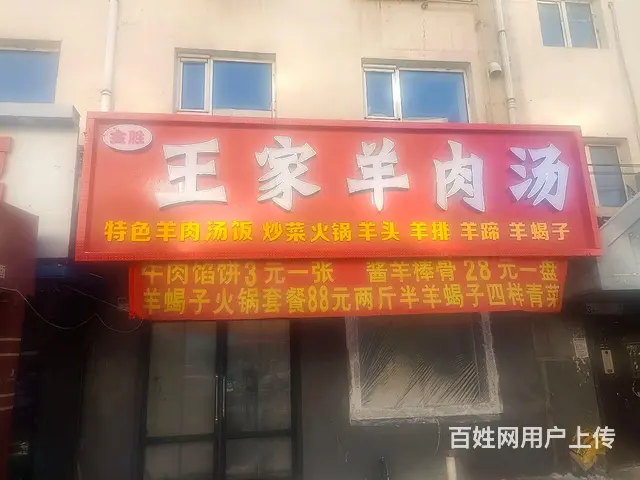 金胜
王家羊肉汤
特色羊肉汤饭 炒菜火锅羊头 羊排 羊蹄 羊蝎子
牛肉馅饼3元一张 酱羊棒骨28元一盘
羊蝎子火锅套餐88元两斤半羊蝎子四样青芽
百姓网用户上传